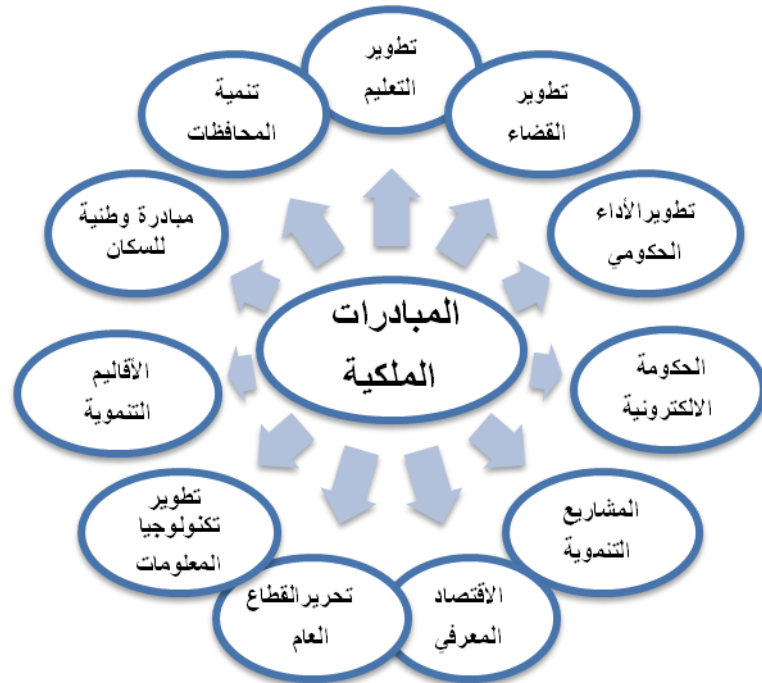 المبادرات
الملكية
تطوير
التعليم
تطوير
القضاء
تطويرالأداء
الحكومي
الحكومة
الالكترونية
المشاريع
التنموية
الاقتصاد
المعرفي
تحريرالقطاع
العام
تطوير
تكنولوجيا
المعلومات
الأقاليم
التنموية
مبادرة وطنية
للسكان
تنمية
المحافظات